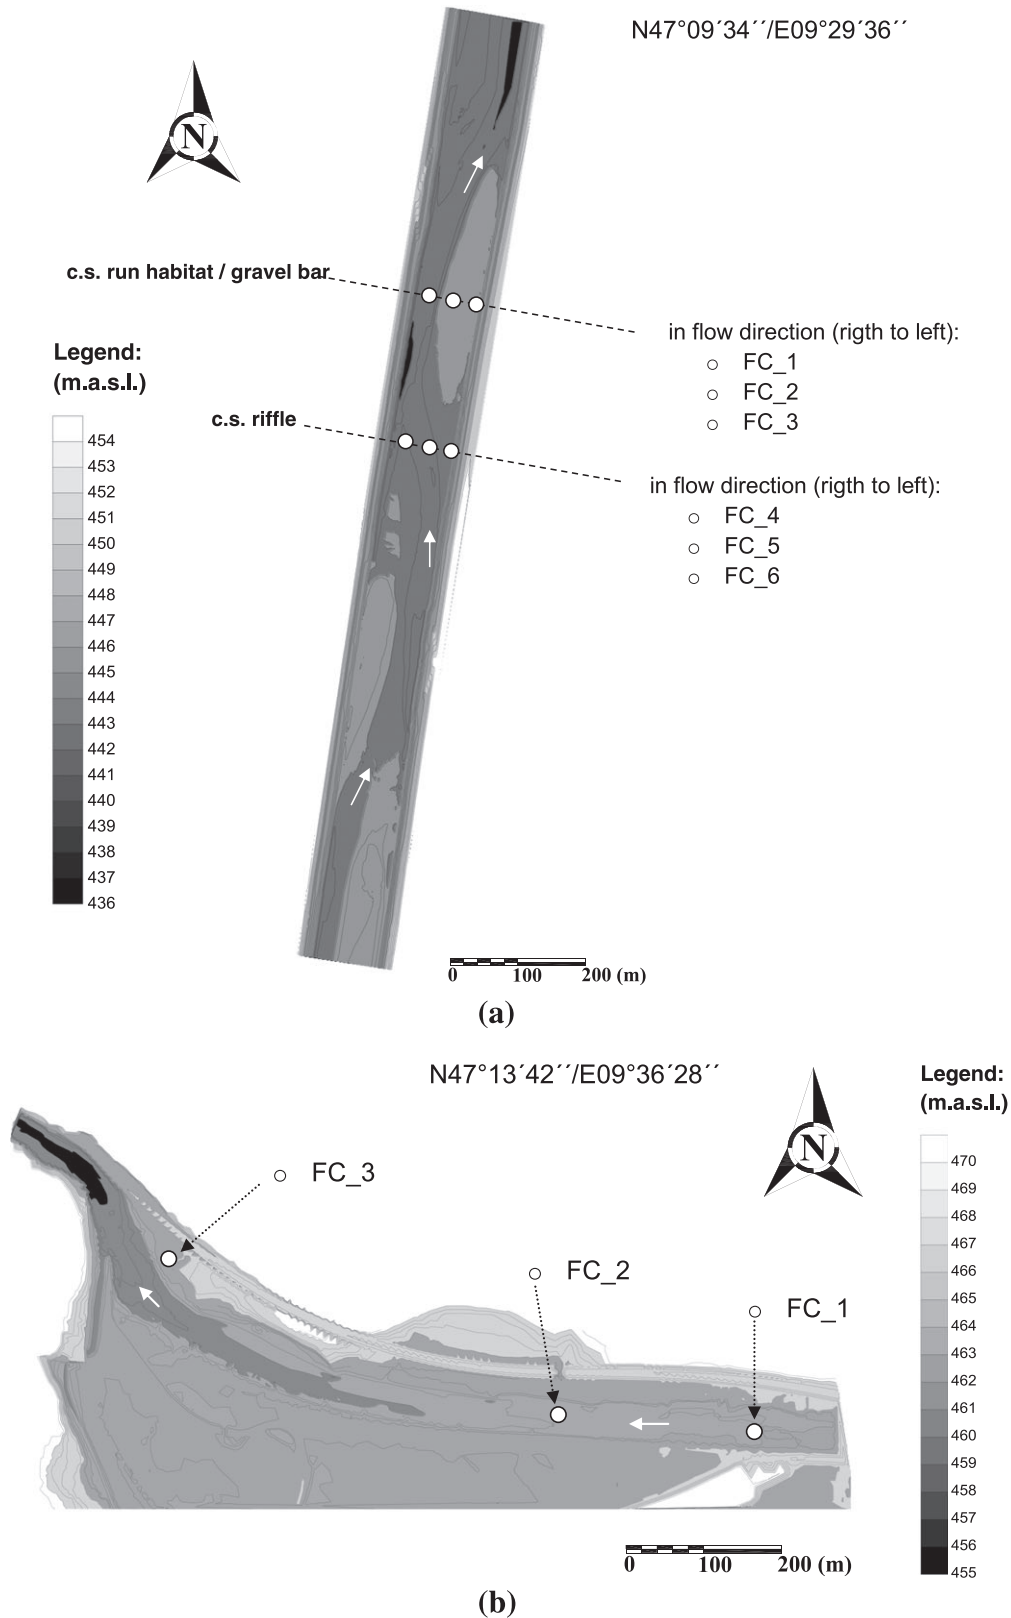 N47°09´34´´/E09°29´36´´
N
c.s. run habitat / gravel bar
in flow direction (rigth to left):
FC_1
FC_2
FC_3
Legend:
(m.a.s.l.)
454
453
452
451
450
449
448
447
446
445
444
443
442
441
440
439
438
437
436
c.s. riffle
in flow direction (rigth to left):
FC_4
FC_5
FC_6
0 100 200 (m)
(a)
N47°13´42´´/E09°36´28´´
N
Legend:
(m.a.s.l.)
470
469
468
467
466
465
464
463
462
461
460
459
458
457
456
455
FC_3
FC_2
FC_1
0 100 200 (m)
(b)